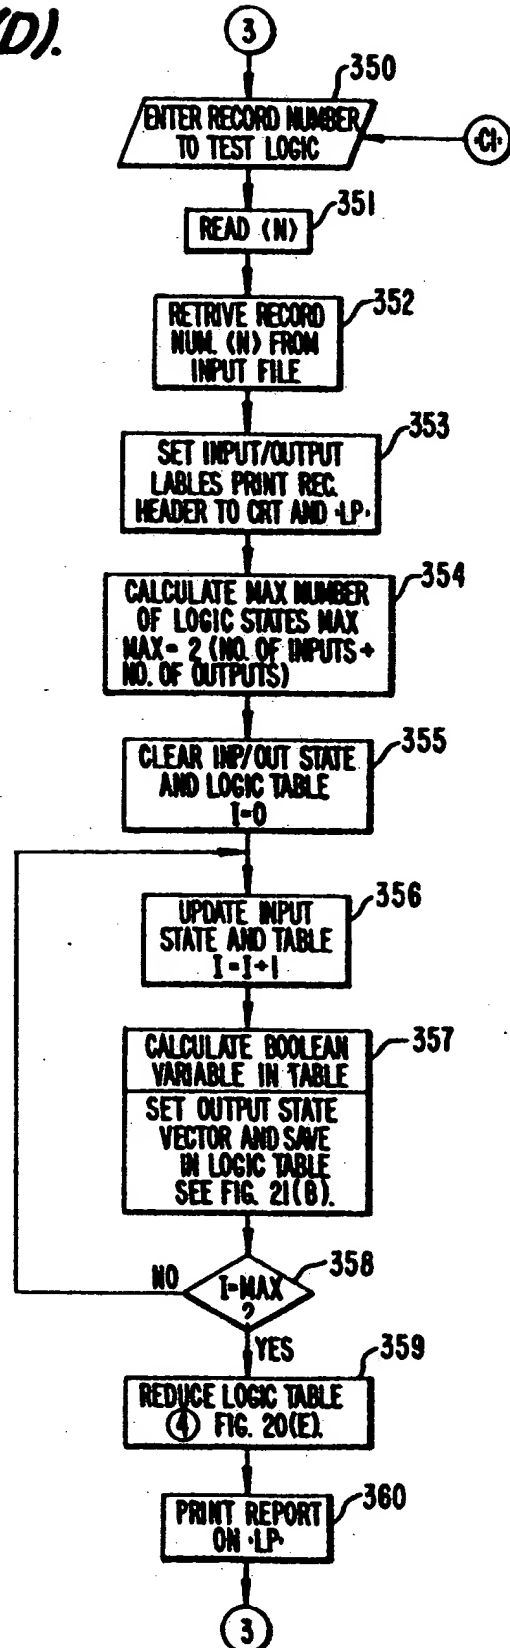 (D).
3
350
ENTER RECORD NUMBER
TO TEST LOGIC
·CI·
351
READ (N)
352
RETRIVE RECORD
NUM. (N) FROM
INPUT FILE
353
SET INPUT/OUTPUT
LABLES PRINT REC.
HEADER TO CRT AND ·LP·
354
CALCULATE MAX NUMBER
OF LOGIC STATES MAX
MAX= 2 (NO. OF INPUTS +
NO. OF OUTPUTS)
355
CLEAR INP/OUT STATE
AND LOGIC TABLE
I=0
356
UPDATE INPUT
STATE AND TABLE
I=I+1
357
CALCULATE BOOLEAN
VARIABLE IN TABLE
SET OUTPUT STATE
VECTOR AND SAVE
IN LOGIC TABLE
SEE FIG. 21(B).
358
NO
I=MAX
?
YES
359
REDUCE LOGIC TABLE
4 FIG. 20(E).
360
PRINT REPORT
ON ·LP·
3